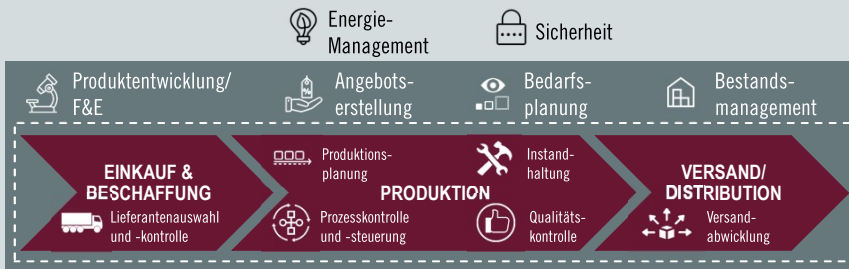 Energie-
Management
Sicherheit
Produktentwicklung/
F&E
Angebots-
erstellung
Bedarfs-
planung
Bestands-
management
EINKAUF &
BESCHAFFUNG
Lieferantenauswahl
und -kontrolle
Produktions-
planung
Instand-
haltung
PRODUKTION
Prozesskontrolle
und -steuerung
Qualitäts-
kontrolle
VERSAND/
DISTRIBUTION
Versand-
abwicklung